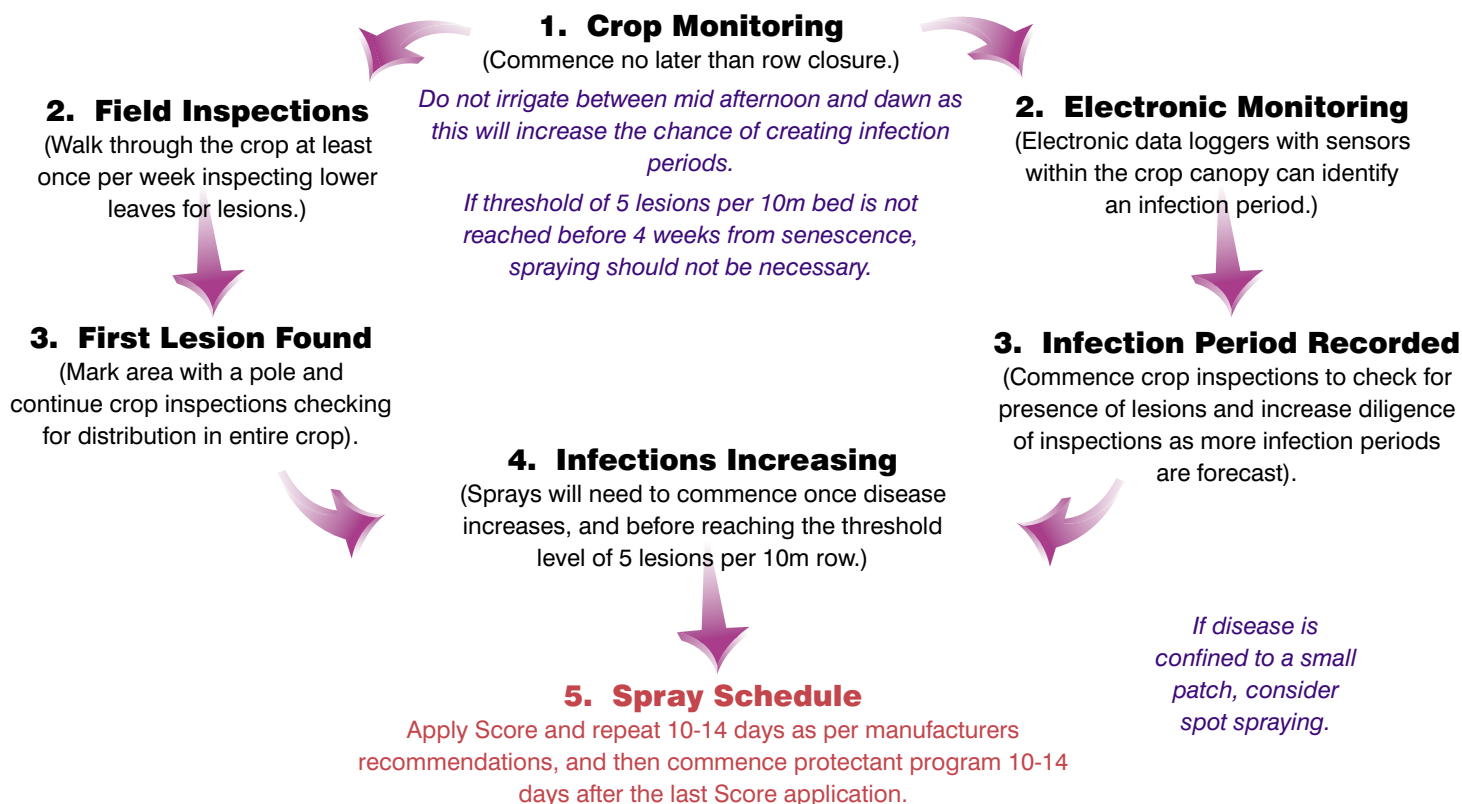 1. Crop Monitoring
(Commence no later than row closure.)
Do not irrigate between mid afternoon and dawn as
this will increase the chance of creating infection
periods.
If threshold of 5 lesions per 10m bed is not
reached before 4 weeks from senescence,
spraying should not be necessary.
2. Field Inspections
(Walk through the crop at least
once per week inspecting lower
leaves for lesions.)
2. Electronic Monitoring
(Electronic data loggers with sensors
within the crop canopy can identify
an infection period.)
3. First Lesion Found
(Mark area with a pole and
continue crop inspections checking
for distribution in entire crop).
3. Infection Period Recorded
(Commence crop inspections to check for
presence of lesions and increase diligence
of inspections as more infection periods
are forecast).
4. Infections Increasing
(Sprays will need to commence once disease
increases, and before reaching the threshold
level of 5 lesions per 10m row.)
If disease is
confined to a small
patch, consider
spot spraying.
5. Spray Schedule
Apply Score and repeat 10-14 days as per manufacturers
recommendations, and then commence protectant program 10-14
days after the last Score application.